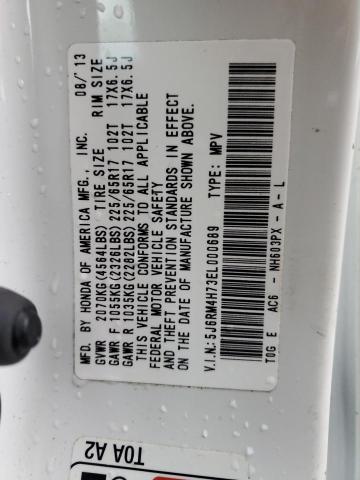 MFD. BY HONDA OF AMERICA MFG., INC. 08/'13
GVWR 2070KG(4564LBS) TIRE SIZE RIM SIZE
GAWR F 1055KG(2326LBS) 225/65R17 102T 17X6.5J
GAWR R 1035KG(2282LBS) 225/65R17 102T 17X6.5J
THIS VEHICLE CONFORMS TO ALL APPLICABLE
FEDERAL MOTOR VEHICLE SAFETY
AND THEFT PREVENTION STANDARDS IN EFFECT
ON THE DATE OF MANUFACTURE SHOWN ABOVE.
V.I.N.:5J6RM4H73EL000689 TYPE: MPV
T0G E AC6 - NH603PX - A - L
T0A A2